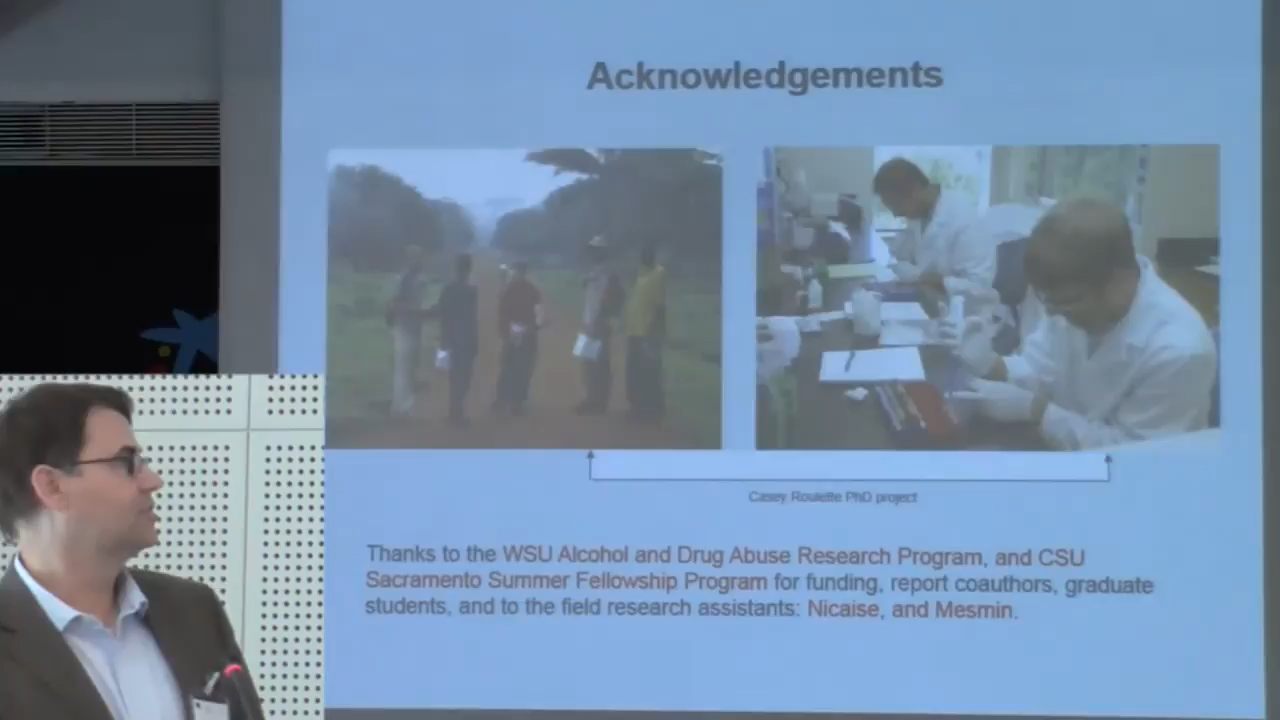 Acknowledgements
Casey Roulette PhD project
Thanks to the WSU Alcohol and Drug Abuse Research Program, and CSU
Sacramento Summer Fellowship Program for funding, report coauthors, graduate
students, and to the field research assistants: Nicaise, and Mesmin.